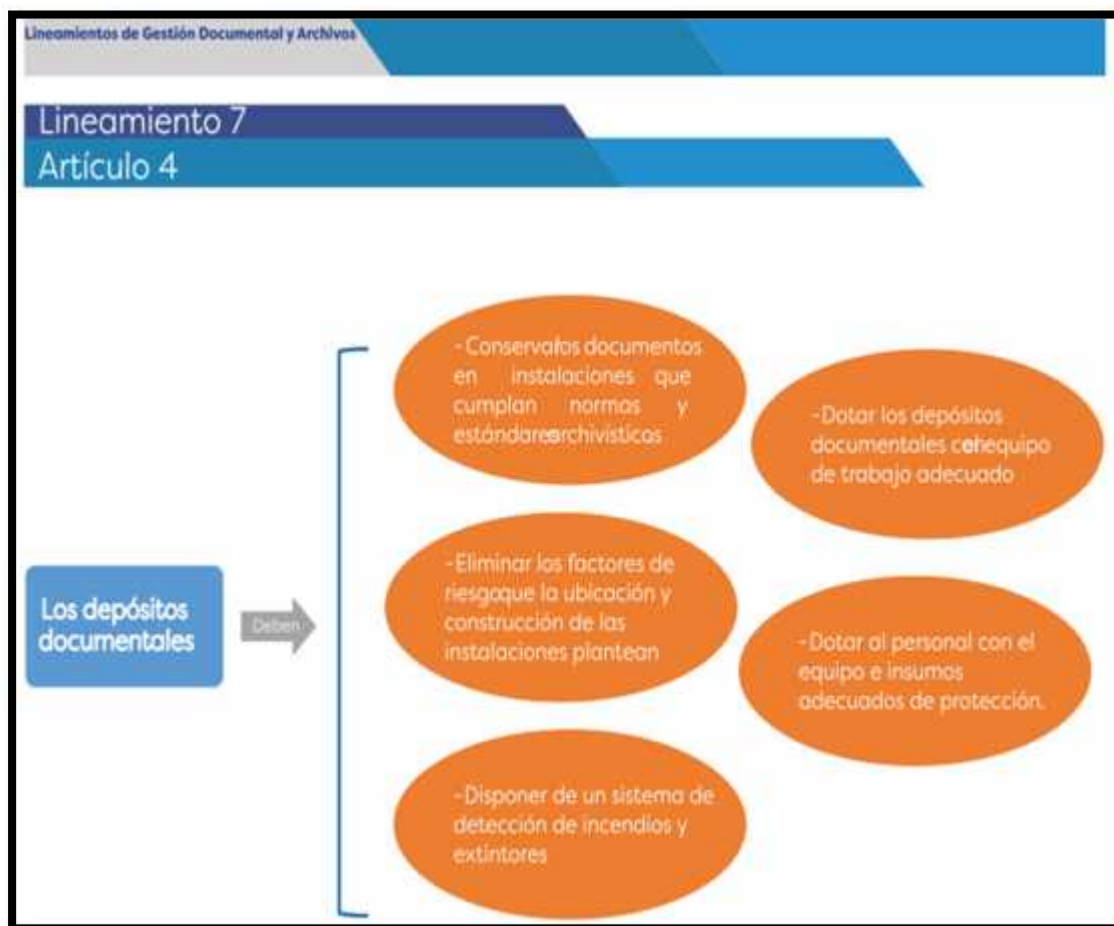 Lineamientos de Gestión Documental y Archivos
Lineamiento 7
Artículo 4
Los depósitos
documentales
Deben
-Conservalos documentos
en instalaciones que
cumplan normas y
estándaresarchivísticos
-Eliminar los factores de
riesgoque la ubicación y
construcción de las
instalaciones plantean
-Disponer de un sistema de
detección de incendios y
extintores
-Dotar los depósitos
documentales con equipo
de trabajo adecuado
-Dotar al personal con el
equipo e insumos
adecuados de protección.